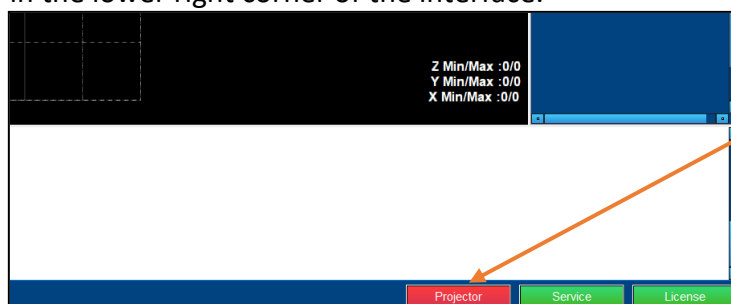 in the lower right corner of the interface.
Z Min/Max :0/0
Y Min/Max :0/0
X Min/Max :0/0
Projector Service License